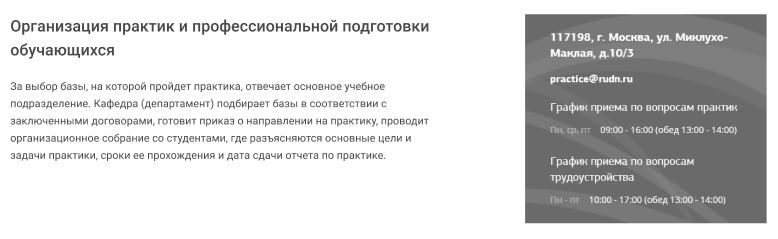 Организация практик и профессиональной подготовки
обучающихся
За выбор базы, на которой пройдет практика, отвечает основное учебное
подразделение. Кафедра (департамент) подбирает базы в соответствии с
заключенными договорами, готовит приказ о направлении на практику, проводит
организационное собрание со студентами, где разъясняются основные цели и
задачи практики, сроки ее прохождения и дата сдачи отчета по практике.
117198, г. Москва, ул. Миклухо-
Маклая, д.10/3
practice@rudn.ru
График приема по вопросам практик
Пн, ср, пт 09:00 - 16:00 (обед 13:00 - 14:00)
График приема по вопросам
трудоустройства
Пн - пт 10:00 - 17:00 (обед 13:00 - 14:00)